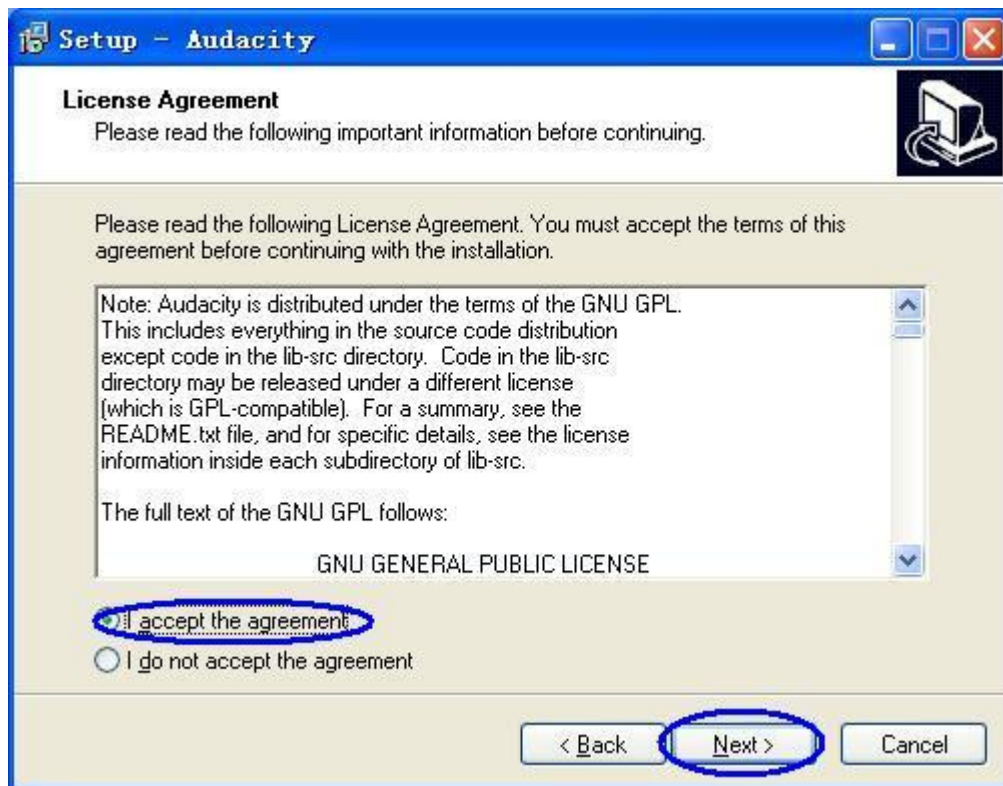 Setup - Audacity
License Agreement
Please read the following important information before continuing.
Please read the following License Agreement. You must accept the terms of this
agreement before continuing with the installation.
Note: Audacity is distributed under the terms of the GNU GPL.
This includes everything in the source code distribution
except code in the lib-src directory.  Code in the lib-src
directory may be released under a different license
(which is GPL-compatible).  For a summary, see the
README.txt file, and for specific details, see the license
information inside each subdirectory of lib-src.
The full text of the GNU GPL follows:
GNU GENERAL PUBLIC LICENSE
I accept the agreement
I do not accept the agreement
< Back
Next >
Cancel